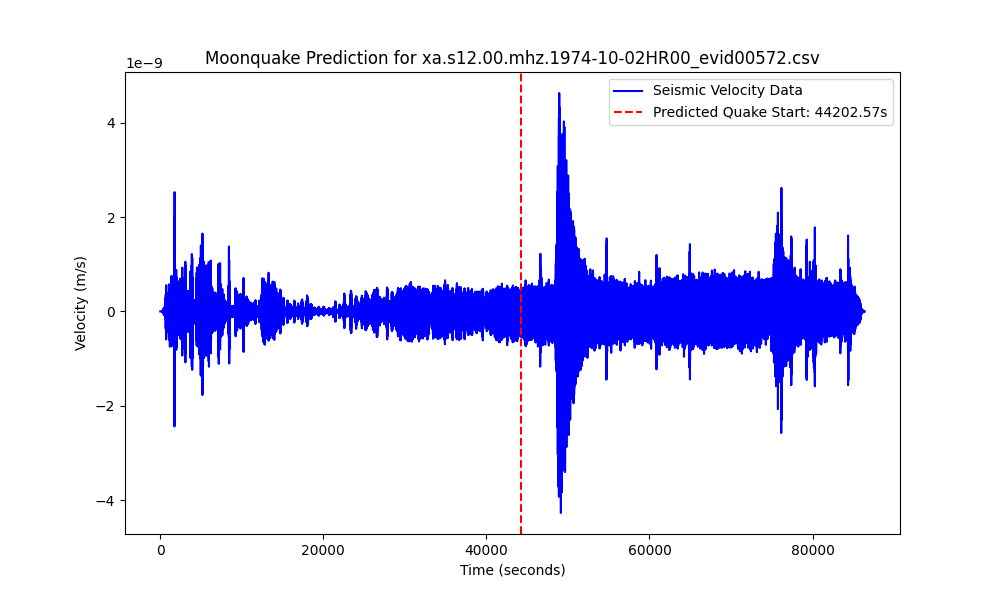 Moonquake Prediction for xa.s12.00.mhz.1974-10-02HR00_evid00572.csv
1e−9
Seismic Velocity Data
Predicted Quake Start: 44202.57s
4
2
0
−2
−4
Velocity (m/s)
0 20000 40000 60000 80000
Time (seconds)